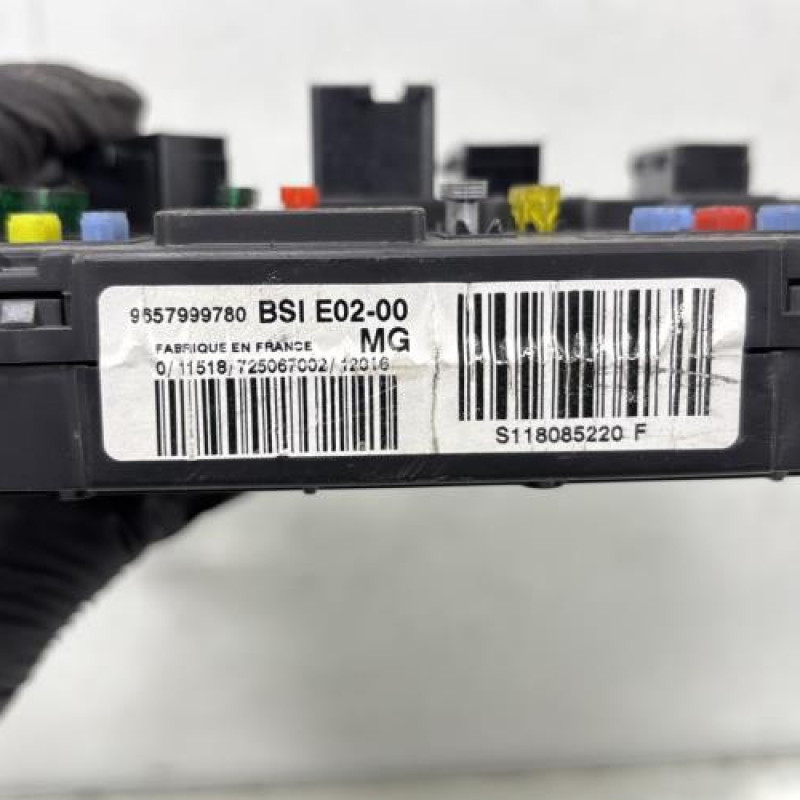 9657999780 BSI E02-00
FABRIQUE EN FRANCE MG
0/11518/725067002/12016
S118085220 F